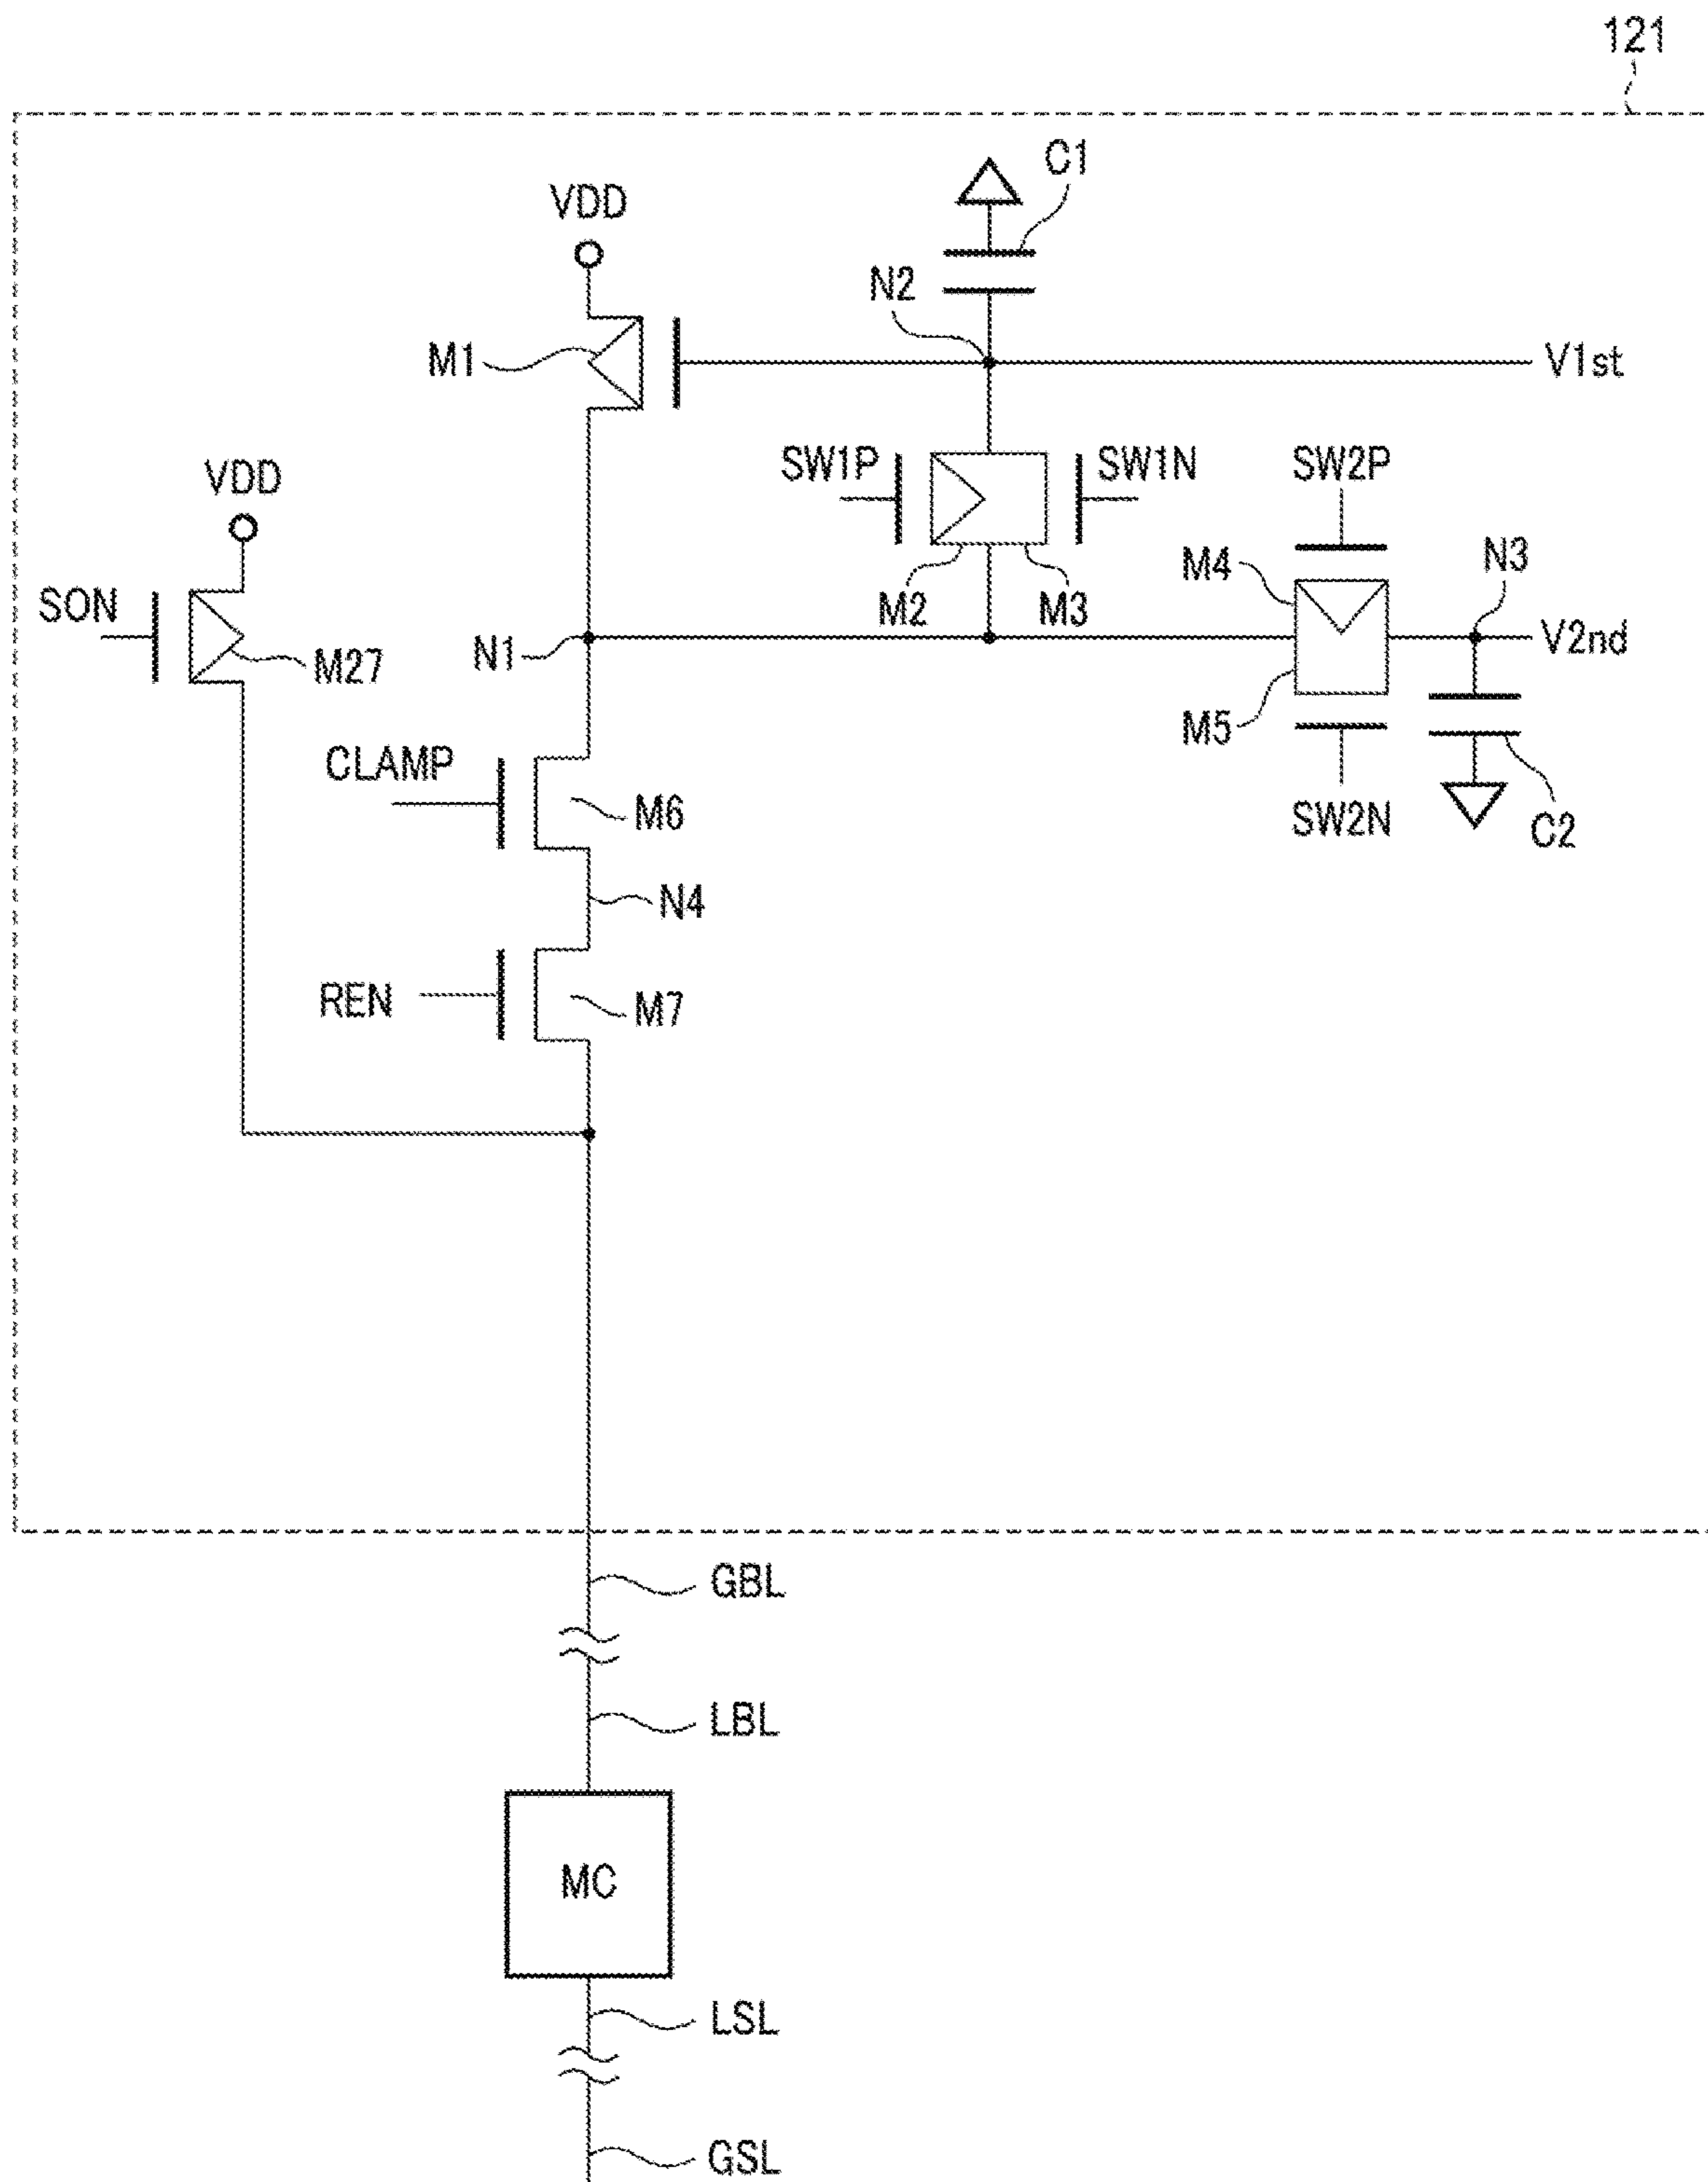 121
C1
VDD
N2
M1
V1st
SW1P
SW1N
SW2P
VDD
M4
N3
SON
M2
M3
M27
N1
V2nd
M5
CLAMP
M6
SW2N
C2
N4
REN
M7
GBL
LBL
MC
LSL
GSL